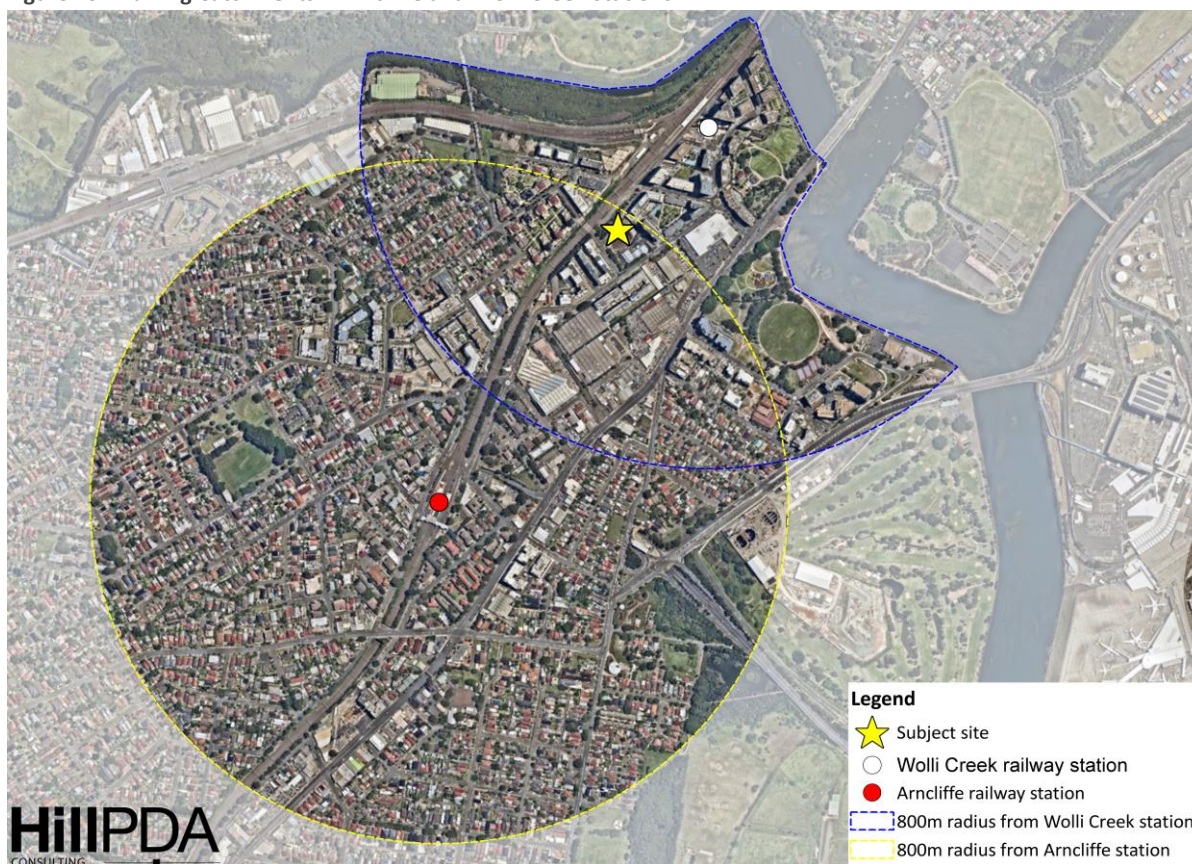 Legend
Subject site
Wolli Creek railway station
Arncliffe railway station
800m radius from Wolli Creek station
800m radius from Arncliffe station
HillPDA
CONSULTING